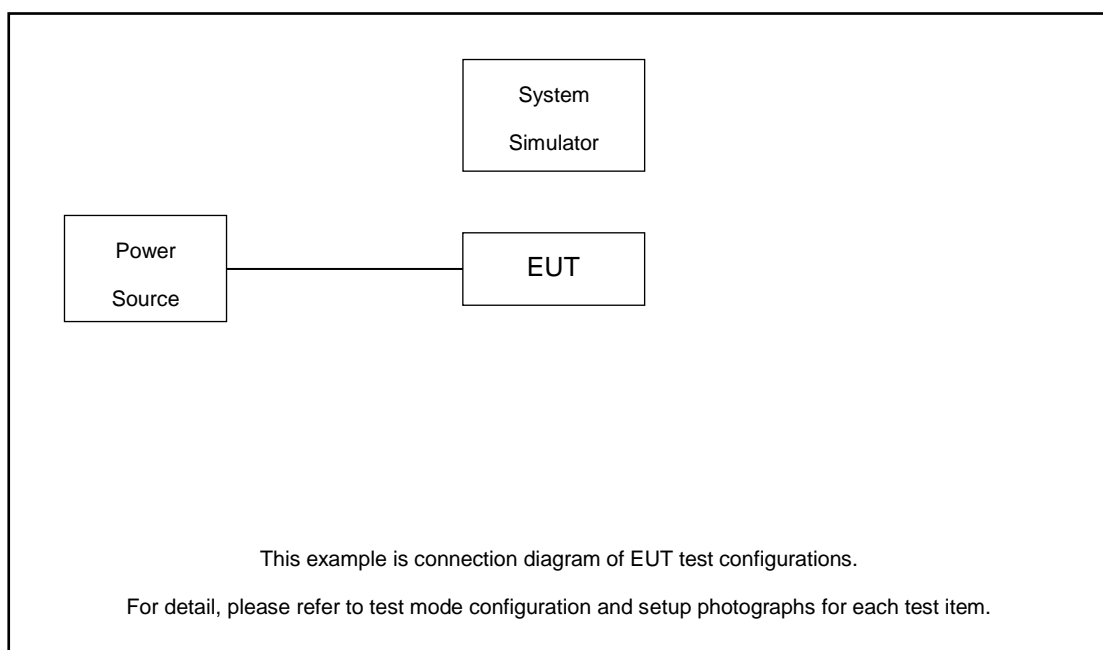 System
Simulator
Power
Source
EUT
This example is connection diagram of EUT test configurations.
For detail, please refer to test mode configuration and setup photographs for each test item.